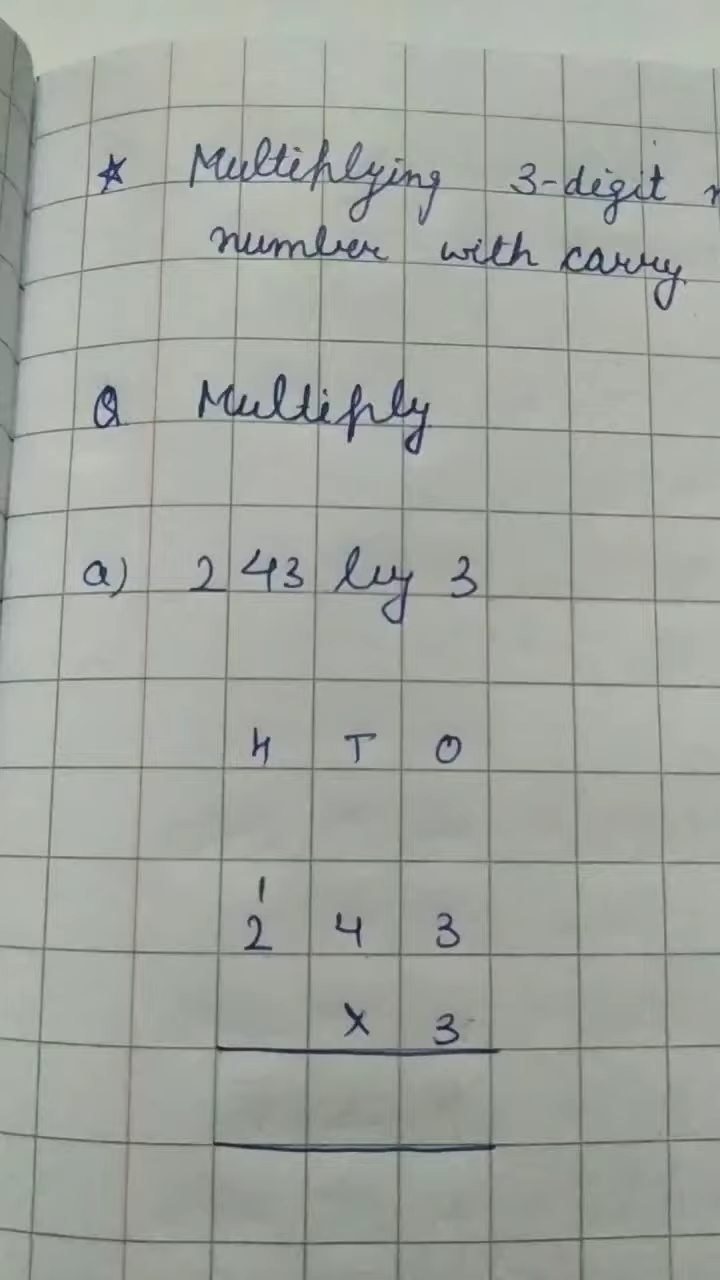 * Multiplying 3-digit
number with carry
Q Multiply
a) 243 by 3
H T O
1
2 4 3
x 3